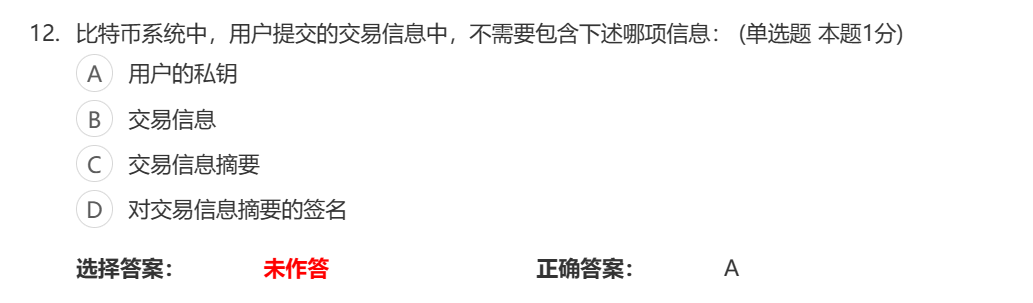 12. 比特币系统中，用户提交的交易信息中，不需要包含下述哪项信息： (单选题 本题1分)
A 用户的私钥
B 交易信息
C 交易信息摘要
D 对交易信息摘要的签名
选择答案： 未作答 正确答案： A